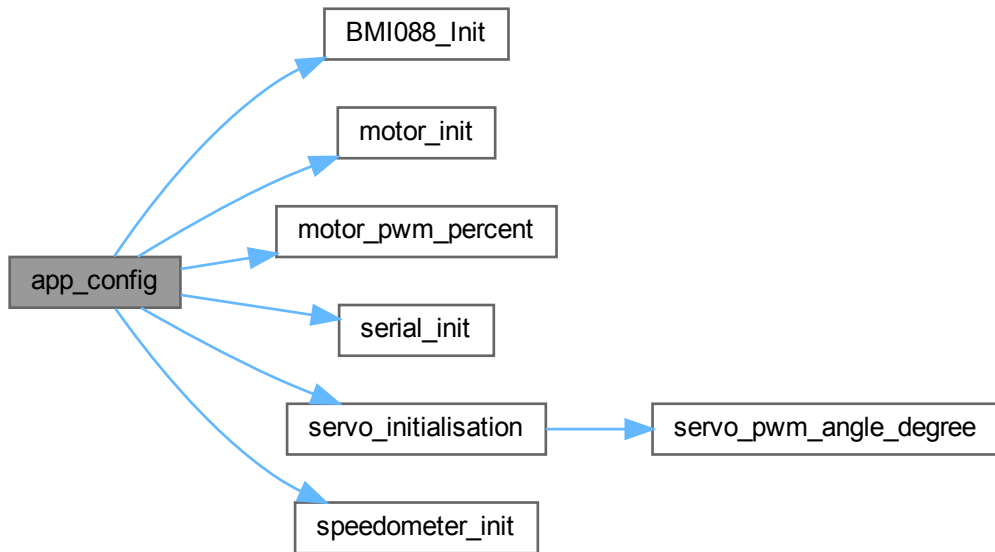 BMI088_Init
motor_init
motor_pwm_percent
app_config
serial_init
servo_initialisation
servo_pwm_angle_degree
speedometer_init